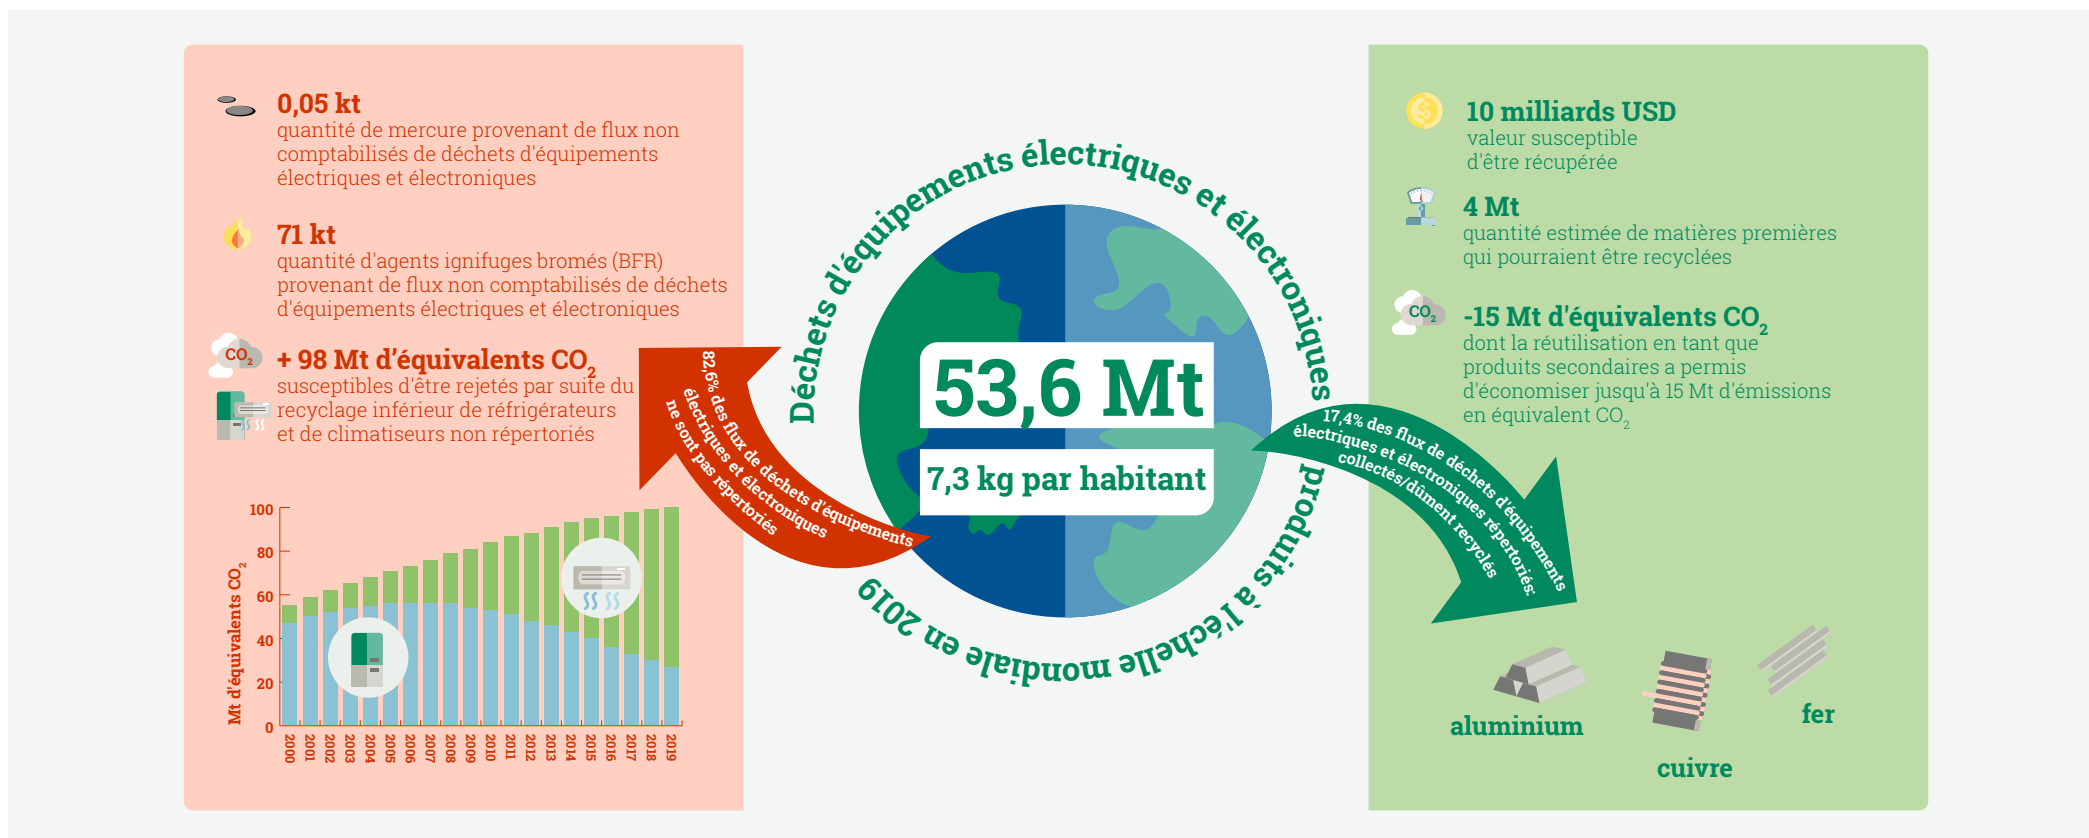 0,05 kt
quantité de mercure provenant de flux non
comptabilisés de déchets d'équipements
électriques et électroniques
71 kt
quantité d'agents ignifuges bromés (BFR)
provenant de flux non comptabilisés de déchets
d'équipements électriques et électroniques
CO2
+ 98 Mt d'équivalents CO2
susceptibles d'être rejetés par suite du
recyclage inférieur de réfrigérateurs
et de climatiseurs non répertoriés
Mt d'équivalents CO2
100
80
60
40
20
0
2000 2001 2002 2003 2004 2005 2006 2007 2008 2009 2010 2011 2012 2013 2014 2015 2016 2017 2018 2019
82,6% des flux de déchets d'équipements
électriques et électroniques
ne sont pas répertoriés
Déchets d'équipements électriques et électroniques produits à l'échelle mondiale en 2019
53,6 Mt
7,3 kg par habitant
17,4% des flux de déchets d'équipements
électriques et électroniques répertoriés:
collectés/dûment recyclés
$
10 milliards USD
valeur susceptible
d'être récupérée
4 Mt
quantité estimée de matières premières
qui pourraient être recyclées
CO2
-15 Mt d'équivalents CO2
dont la réutilisation en tant que
produits secondaires a permis
d'économiser jusqu'à 15 Mt d'émissions
en équivalent CO2
aluminium
cuivre
fer